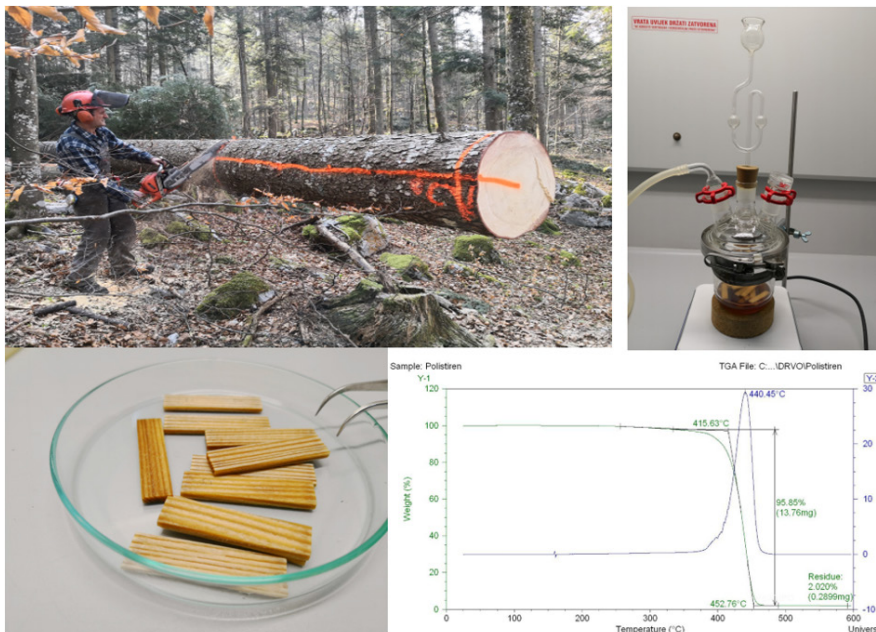 VRATA UVIJEK DRŽATI ZATVORENA
Sample: Polistiren
TGA File: C:...\DRVO\Polistiren
Y-1
Y-2
120
100
80
60
40
20
0
Weight (%)
30
20
10
0
-10
440.45°C
415.63°C
95.85%
(13.76mg)
Residue:
2.020%
(0.2899mg)
452.76°C
0
100
200
300
400
500
600
Temperature (°C)
Univers